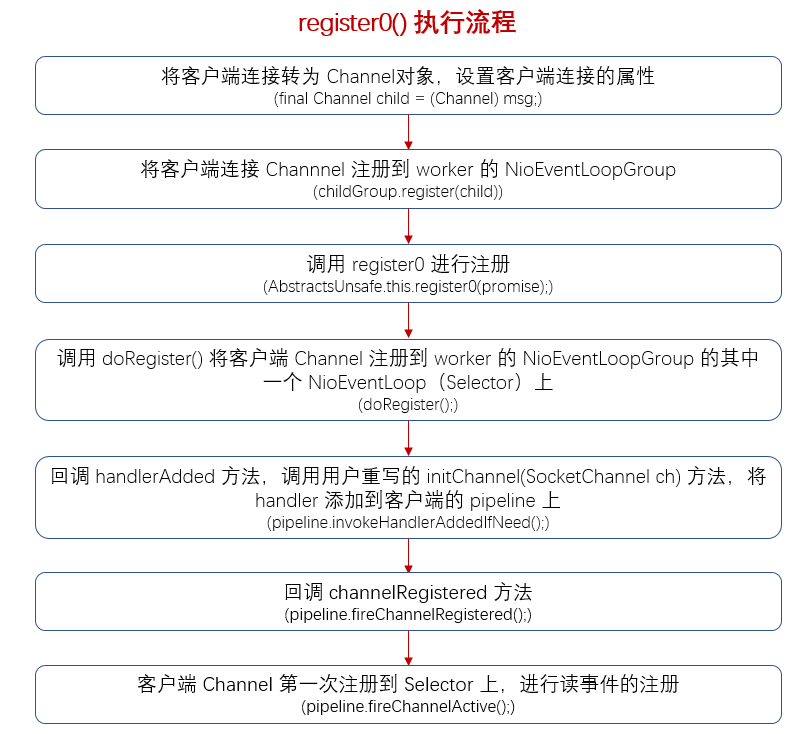 register0() 执行流程
将客户端连接转为 Channel对象，设置客户端连接的属性
(final Channel child = (Channel) msg;)
将客户端连接 Channnel 注册到 worker 的 NioEventLoopGroup
(childGroup.register(child))
调用 register0 进行注册
(AbstractsUnsafe.this.register0(promise);)
调用 doRegister() 将客户端 Channel 注册到 worker 的 NioEventLoopGroup 的其中
一个 NioEventLoop（Selector）上
(doRegister();)
回调 handlerAdded 方法，调用用户重写的 initChannel(SocketChannel ch) 方法，将
handler 添加到客户端的 pipeline 上
(pipeline.invokeHandlerAddedIfNeed();)
回调 channelRegistered 方法
(pipeline.fireChannelRegistered();)
客户端 Channel 第一次注册到 Selector 上，进行读事件的注册
(pipeline.fireChannelActive();)